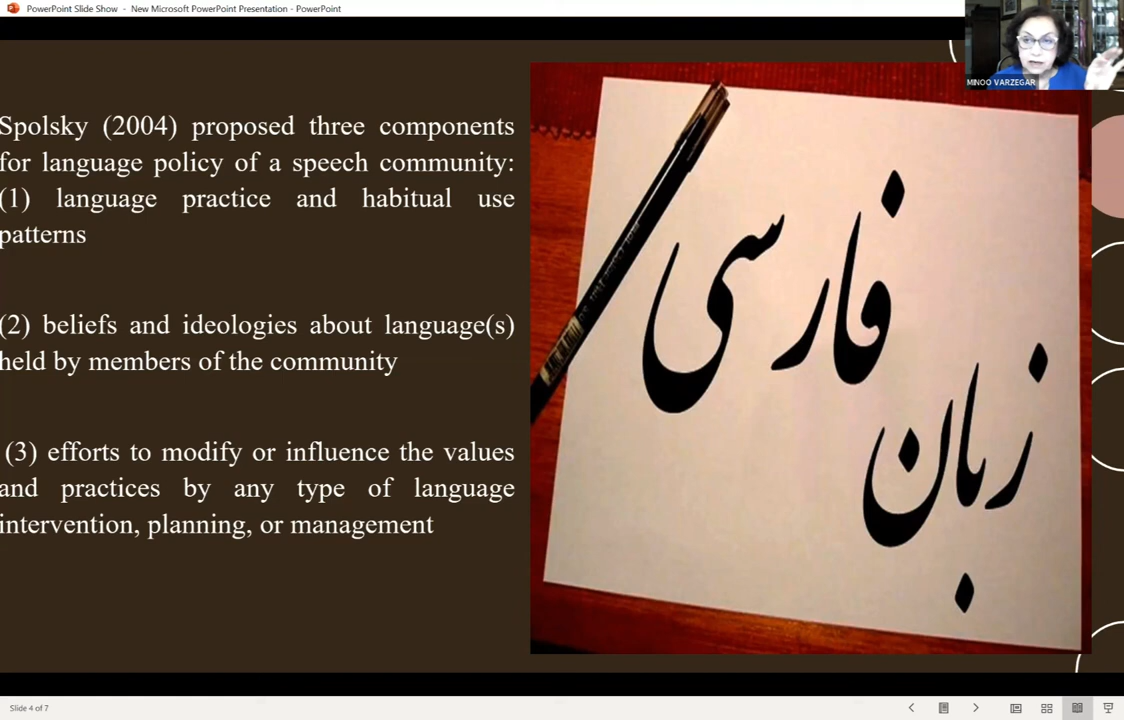 PowerPoint Slide Show - New Microsoft PowerPoint Presentation - PowerPoint
MINOO VARZEGAR
Spolsky (2004) proposed three components
for language policy of a speech community:
(1) language practice and habitual use
patterns
(2) beliefs and ideologies about language(s)
held by members of the community
(3) efforts to modify or influence the values
and practices by any type of language
intervention, planning, or management
زبان
فارسی
Slide 4 of 7